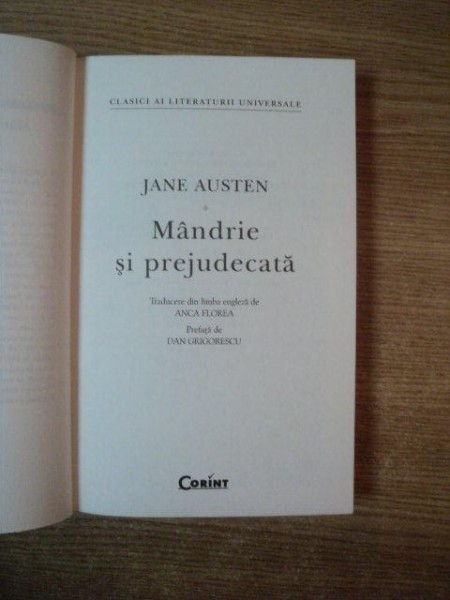 CLASICI AI LITERATURII UNIVERSALE
JANE AUSTEN
Mândrie
și prejudecată
Traducere din limba engleză de
ANCA FLOREA
Prefață de
DAN GRIGORESCU
CORINT